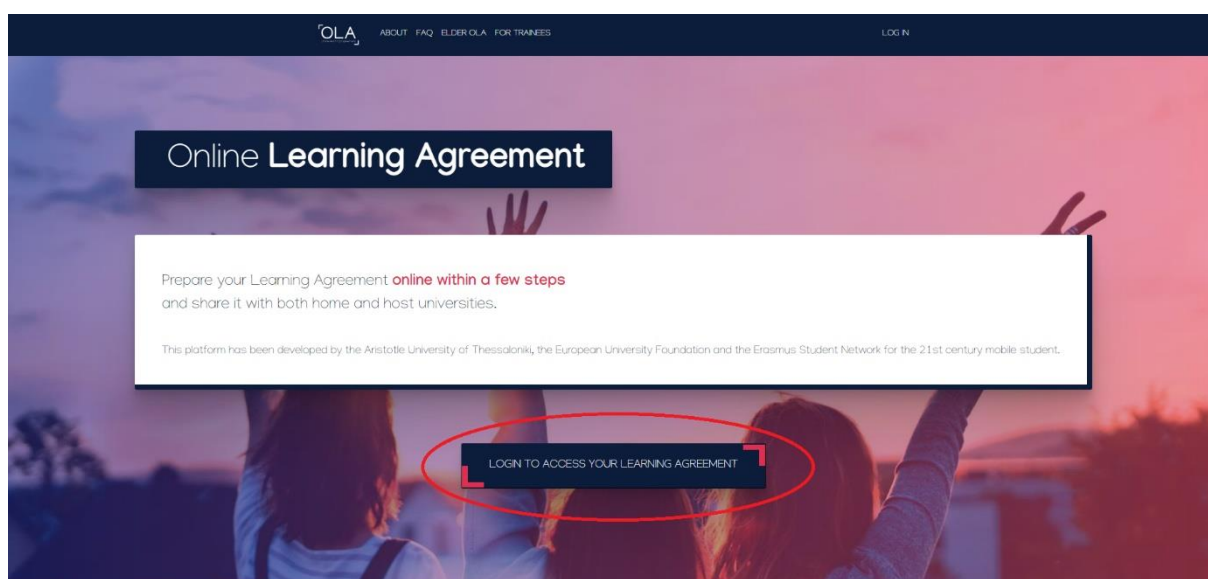 OLA ABOUT FAQ ELDER OLA FOR TRAINEES LOG IN
Online Learning Agreement
Prepare your Learning Agreement online within a few steps
and share it with both home and host universities.
This platform has been developed by the Aristotle University of Thessaloniki, the European University Foundation and the Erasmus Student Network for the 21st century mobile student.
LOGIN TO ACCESS YOUR LEARNING AGREEMENT